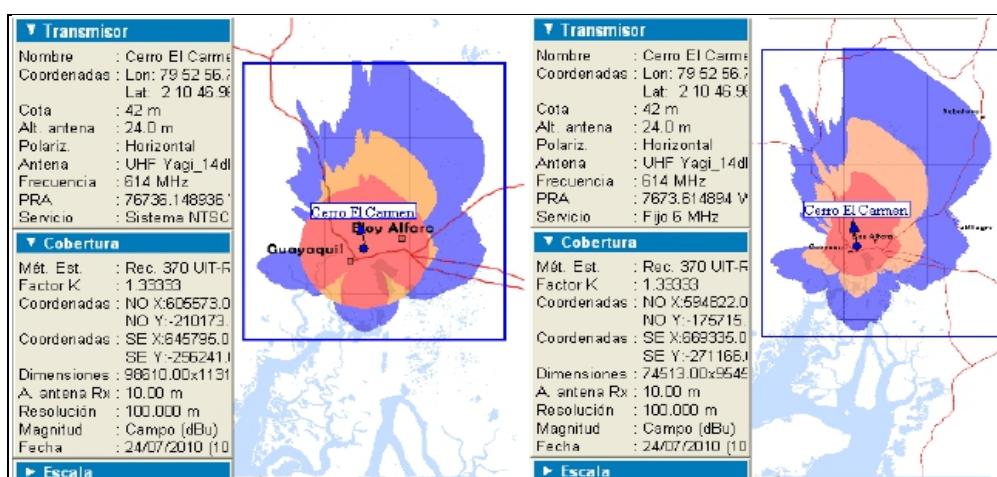 Transmisor
Nombre : Cerro El Carme
Coordenadas : Lon: 79 52 56.7
Lat: 2 10 46.9
Cota : 42 m
Alt. antena : 24.0 m
Polariz. : Horizontal
Antena : UHF Yagi_14d
Frecuencia : 614 MHz
PRA : 76736.148936
Servicio : Sistema NTSC
Cobertura
Mét. Est. : Rec. 370 UIT-R
Factor K : 1.33333
Coordenadas : NO X:605573.0
NO Y:-210173.
Coordenadas : SE X:645795.0
SE Y:-256241.
Dimensiones : 98610.00x1131
A. antena Rx : 10.00 m
Resolución : 100.000 m
Magnitud : Campo (dBu)
Fecha : 24/07/2010 (10
Escala
Cerro El Carmen
Eloy Alfaro
Guayaquil
Transmisor
Nombre : Cerro El Carme
Coordenadas : Lon: 79 52 56.7
Lat: 2 10 46.9
Cota : 42 m
Alt. antena : 24.0 m
Polariz. : Horizontal
Antena : UHF Yagi_14d
Frecuencia : 614 MHz
PRA : 7673.614894 W
Servicio : Fijo 6 MHz
Cobertura
Mét. Est. : Rec. 370 UIT-R
Factor K : 1.33333
Coordenadas : NO X:594822.0
NO Y:-175715.
Coordenadas : SE X:669335.0
SE Y:-271166.
Dimensiones : 74513.00x9545
A. antena Rx : 10.00 m
Resolución : 100.000 m
Magnitud : Campo (dBu)
Fecha : 24/07/2010 (10
Escala
Cerro El Carmen
Eloy Alfaro
Guayaquil
Milagro